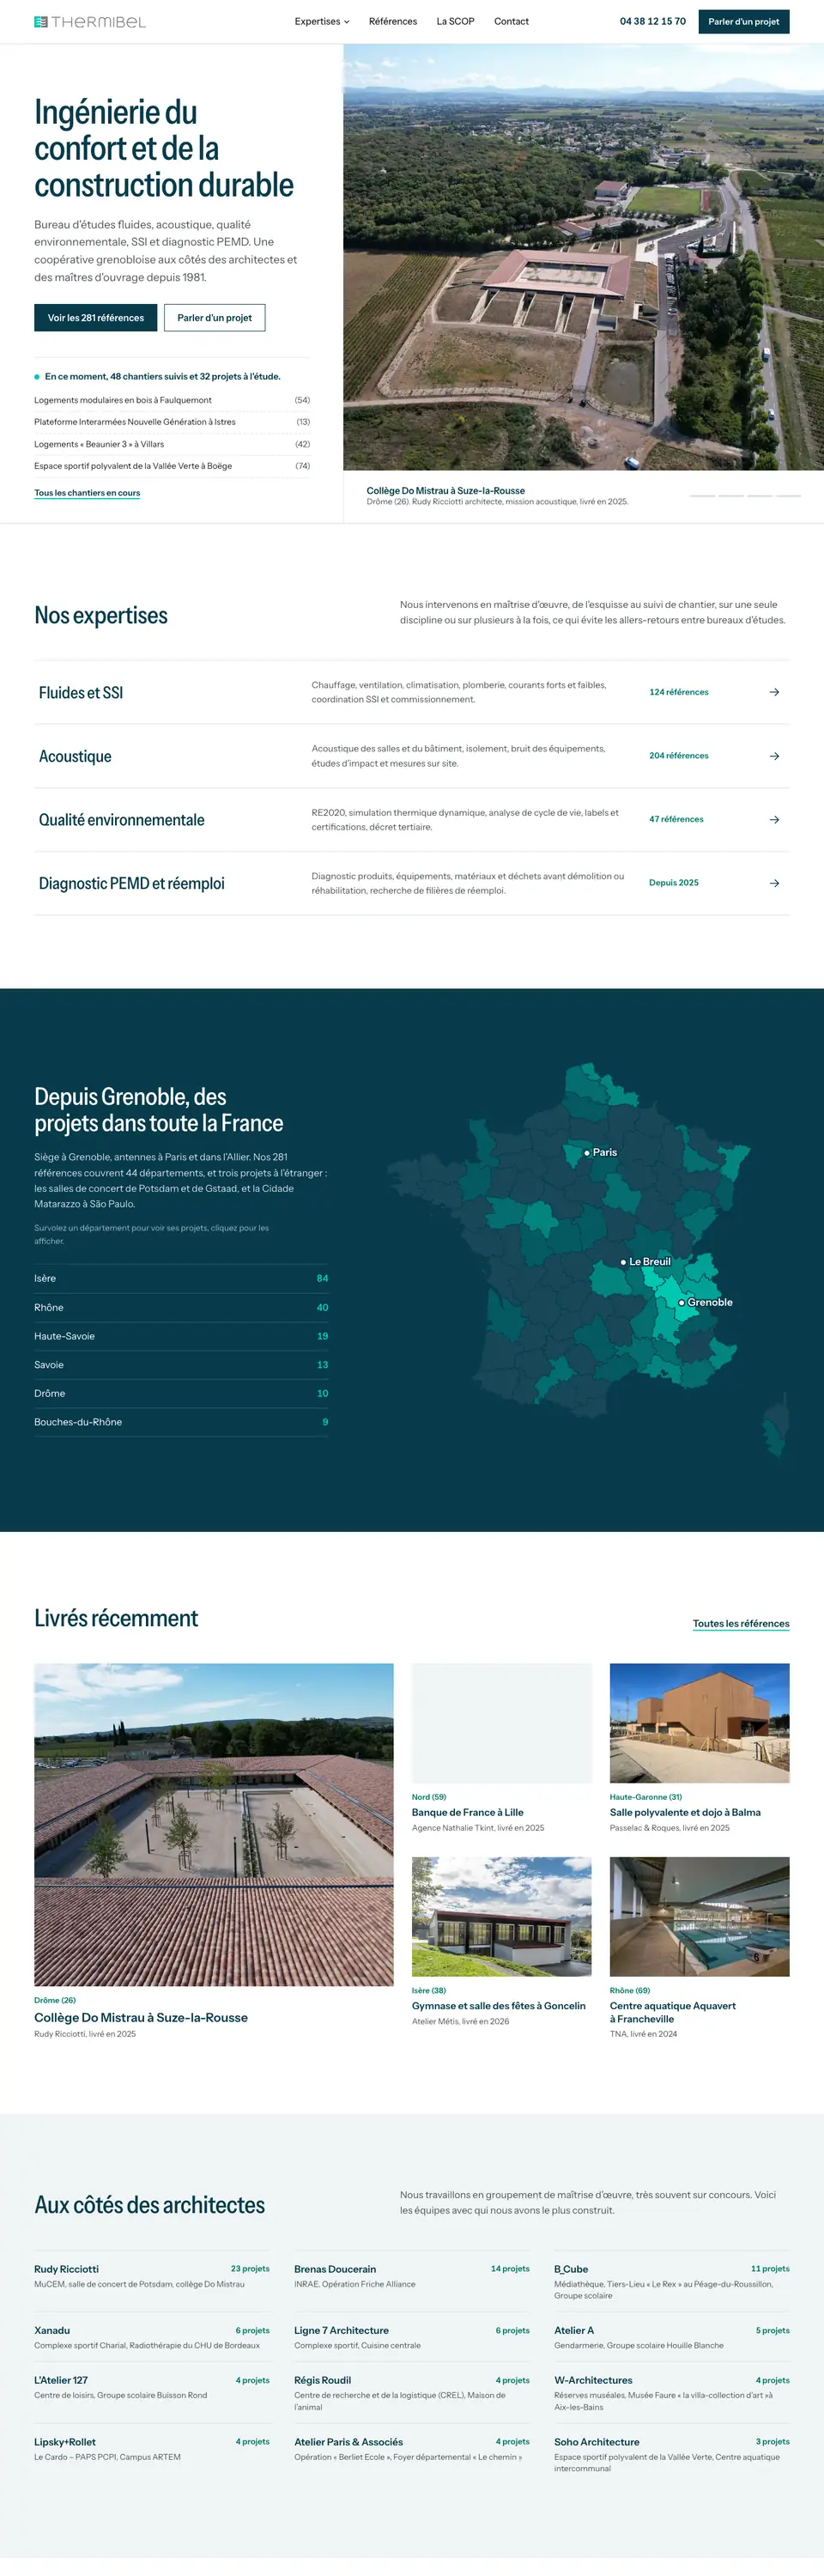 THERMIBEL
Expertises
Références
La SCOP
Contact
04 38 12 15 70
Parler d'un projet
Ingénierie du
confort et de la
construction durable
Bureau d'études fluides, acoustique, qualité
environnementale, SSI et diagnostic PEMD. Une
coopérative grenobloise aux côtés des architectes et
des maîtres d'ouvrage depuis 1981.
Voir les 281 références
Parler d'un projet
En ce moment, 48 chantiers suivis et 32 projets à l'étude.
Logements modulaires en bois à Faulquemont (54)
Plateforme Interarmées Nouvelle Génération à Istres (13)
Logements « Beaunier 3 » à Villars (42)
Espace sportif polyvalent de la Vallée Verte à Boëge (74)
Tous les chantiers en cours
Collège Do Mistrau à Suze-la-Rousse
Drôme (26). Rudy Ricciotti architecte, mission acoustique, livré en 2025.
Nos expertises
Nous intervenons en maîtrise d'œuvre, de l'esquisse au suivi de chantier, sur une seule
discipline ou sur plusieurs à la fois, ce qui évite les allers-retours entre bureaux d'études.
Fluides et SSI
Chauffage, ventilation, climatisation, plomberie, courants forts et faibles,
coordination SSI et commissionnement.
124 références
Acoustique
Acoustique des salles et du bâtiment, isolement, bruit des équipements,
études d'impact et mesures sur site.
204 références
Qualité environnementale
RE2020, simulation thermique dynamique, analyse de cycle de vie, labels et
certifications, décret tertiaire.
47 références
Diagnostic PEMD et réemploi
Diagnostic produits, équipements, matériaux et déchets avant démolition ou
réhabilitation, recherche de filières de réemploi.
Depuis 2025
Depuis Grenoble, des
projets dans toute la France
Siège à Grenoble, antennes à Paris et dans l'Allier. Nos 281
références couvrent 44 départements, et trois projets à l'étranger :
les salles de concert de Potsdam et de Gstaad, et la Cidade
Matarazzo à São Paulo.
Survolez un département pour voir ses projets, cliquez pour les
afficher.
Isère 84
Rhône 40
Haute-Savoie 19
Savoie 13
Drôme 10
Bouches-du-Rhône 9
Paris
Le Breuil
Grenoble
Livrés récemment
Toutes les références
Drôme (26)
Collège Do Mistrau à Suze-la-Rousse
Rudy Ricciotti, livré en 2025
Nord (59)
Banque de France à Lille
Agence Nathalie Tkint, livré en 2025
Haute-Garonne (31)
Salle polyvalente et dojo à Balma
Passelac & Roques, livré en 2025
Isère (38)
Gymnase et salle des fêtes à Goncelin
Atelier Métis, livré en 2026
6
Rhône (69)
Centre aquatique Aquavert
à Francheville
TNA, livré en 2024
Aux côtés des architectes
Nous travaillons en groupement de maîtrise d'œuvre, très souvent sur concours. Voici
les équipes avec qui nous avons le plus construit.
Rudy Ricciotti 23 projets
MuCEM, salle de concert de Potsdam, collège Do Mistrau
Brenas Doucerain 14 projets
INRAE, Opération Friche Alliance
B_Cube 11 projets
Médiathèque, Tiers-Lieu « Le Rex » au Péage-du-Roussillon,
Groupe scolaire
Xanadu 6 projets
Complexe sportif Charial, Radiothérapie du CHU de Bordeaux
Ligne 7 Architecture 6 projets
Complexe sportif, Cuisine centrale
Atelier A 5 projets
Gendarmerie, Groupe scolaire Houille Blanche
L'Atelier 127 4 projets
Centre de loisirs, Groupe scolaire Buisson Rond
Régis Roudil 4 projets
Centre de recherche et de la logistique (CREL), Maison de
l'animal
W-Architectures 4 projets
Réserves muséales, Musée Faure « la villa-collection d'art »à
Aix-les-Bains
Lipsky+Rollet 4 projets
Le Cardo – PAPS PCPI, Campus ARTEM
Atelier Paris & Associés 4 projets
Opération « Berliet Ecole », Foyer départemental « Le chemin »
Soho Architecture 3 projets
Espace sportif polyvalent de la Vallée Verte, Centre aquatique
intercommunal